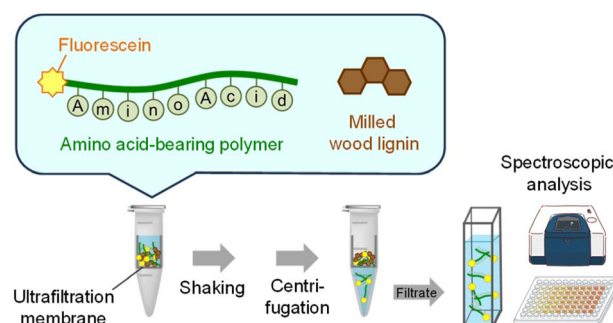 Fluorescein
A m i n o A c i d
Amino acid-bearing polymer
Milled
wood lignin
Spectroscopic
analysis
Ultrafiltration
membrane
Shaking
Centri-
fugation
Filtrate